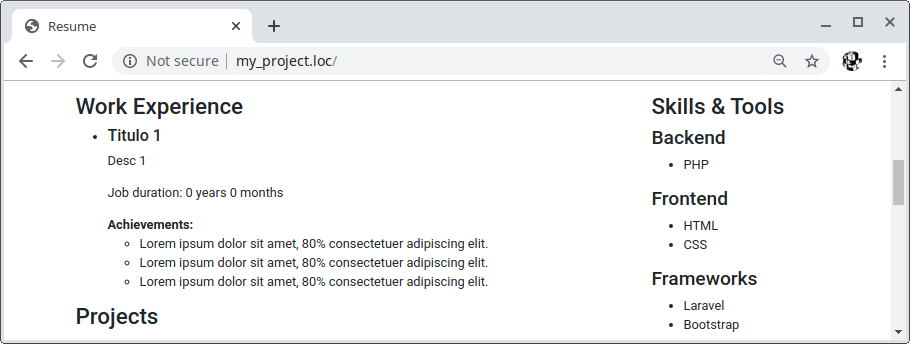 Resume
Not secure | my_project.loc/
Work Experience
Titulo 1
Desc 1
Job duration: 0 years 0 months
Achievements:
Lorem ipsum dolor sit amet, 80% consectetuer adipiscing elit.
Lorem ipsum dolor sit amet, 80% consectetuer adipiscing elit.
Lorem ipsum dolor sit amet, 80% consectetuer adipiscing elit.
Projects
Skills & Tools
Backend
PHP
Frontend
HTML
CSS
Frameworks
Laravel
Bootstrap